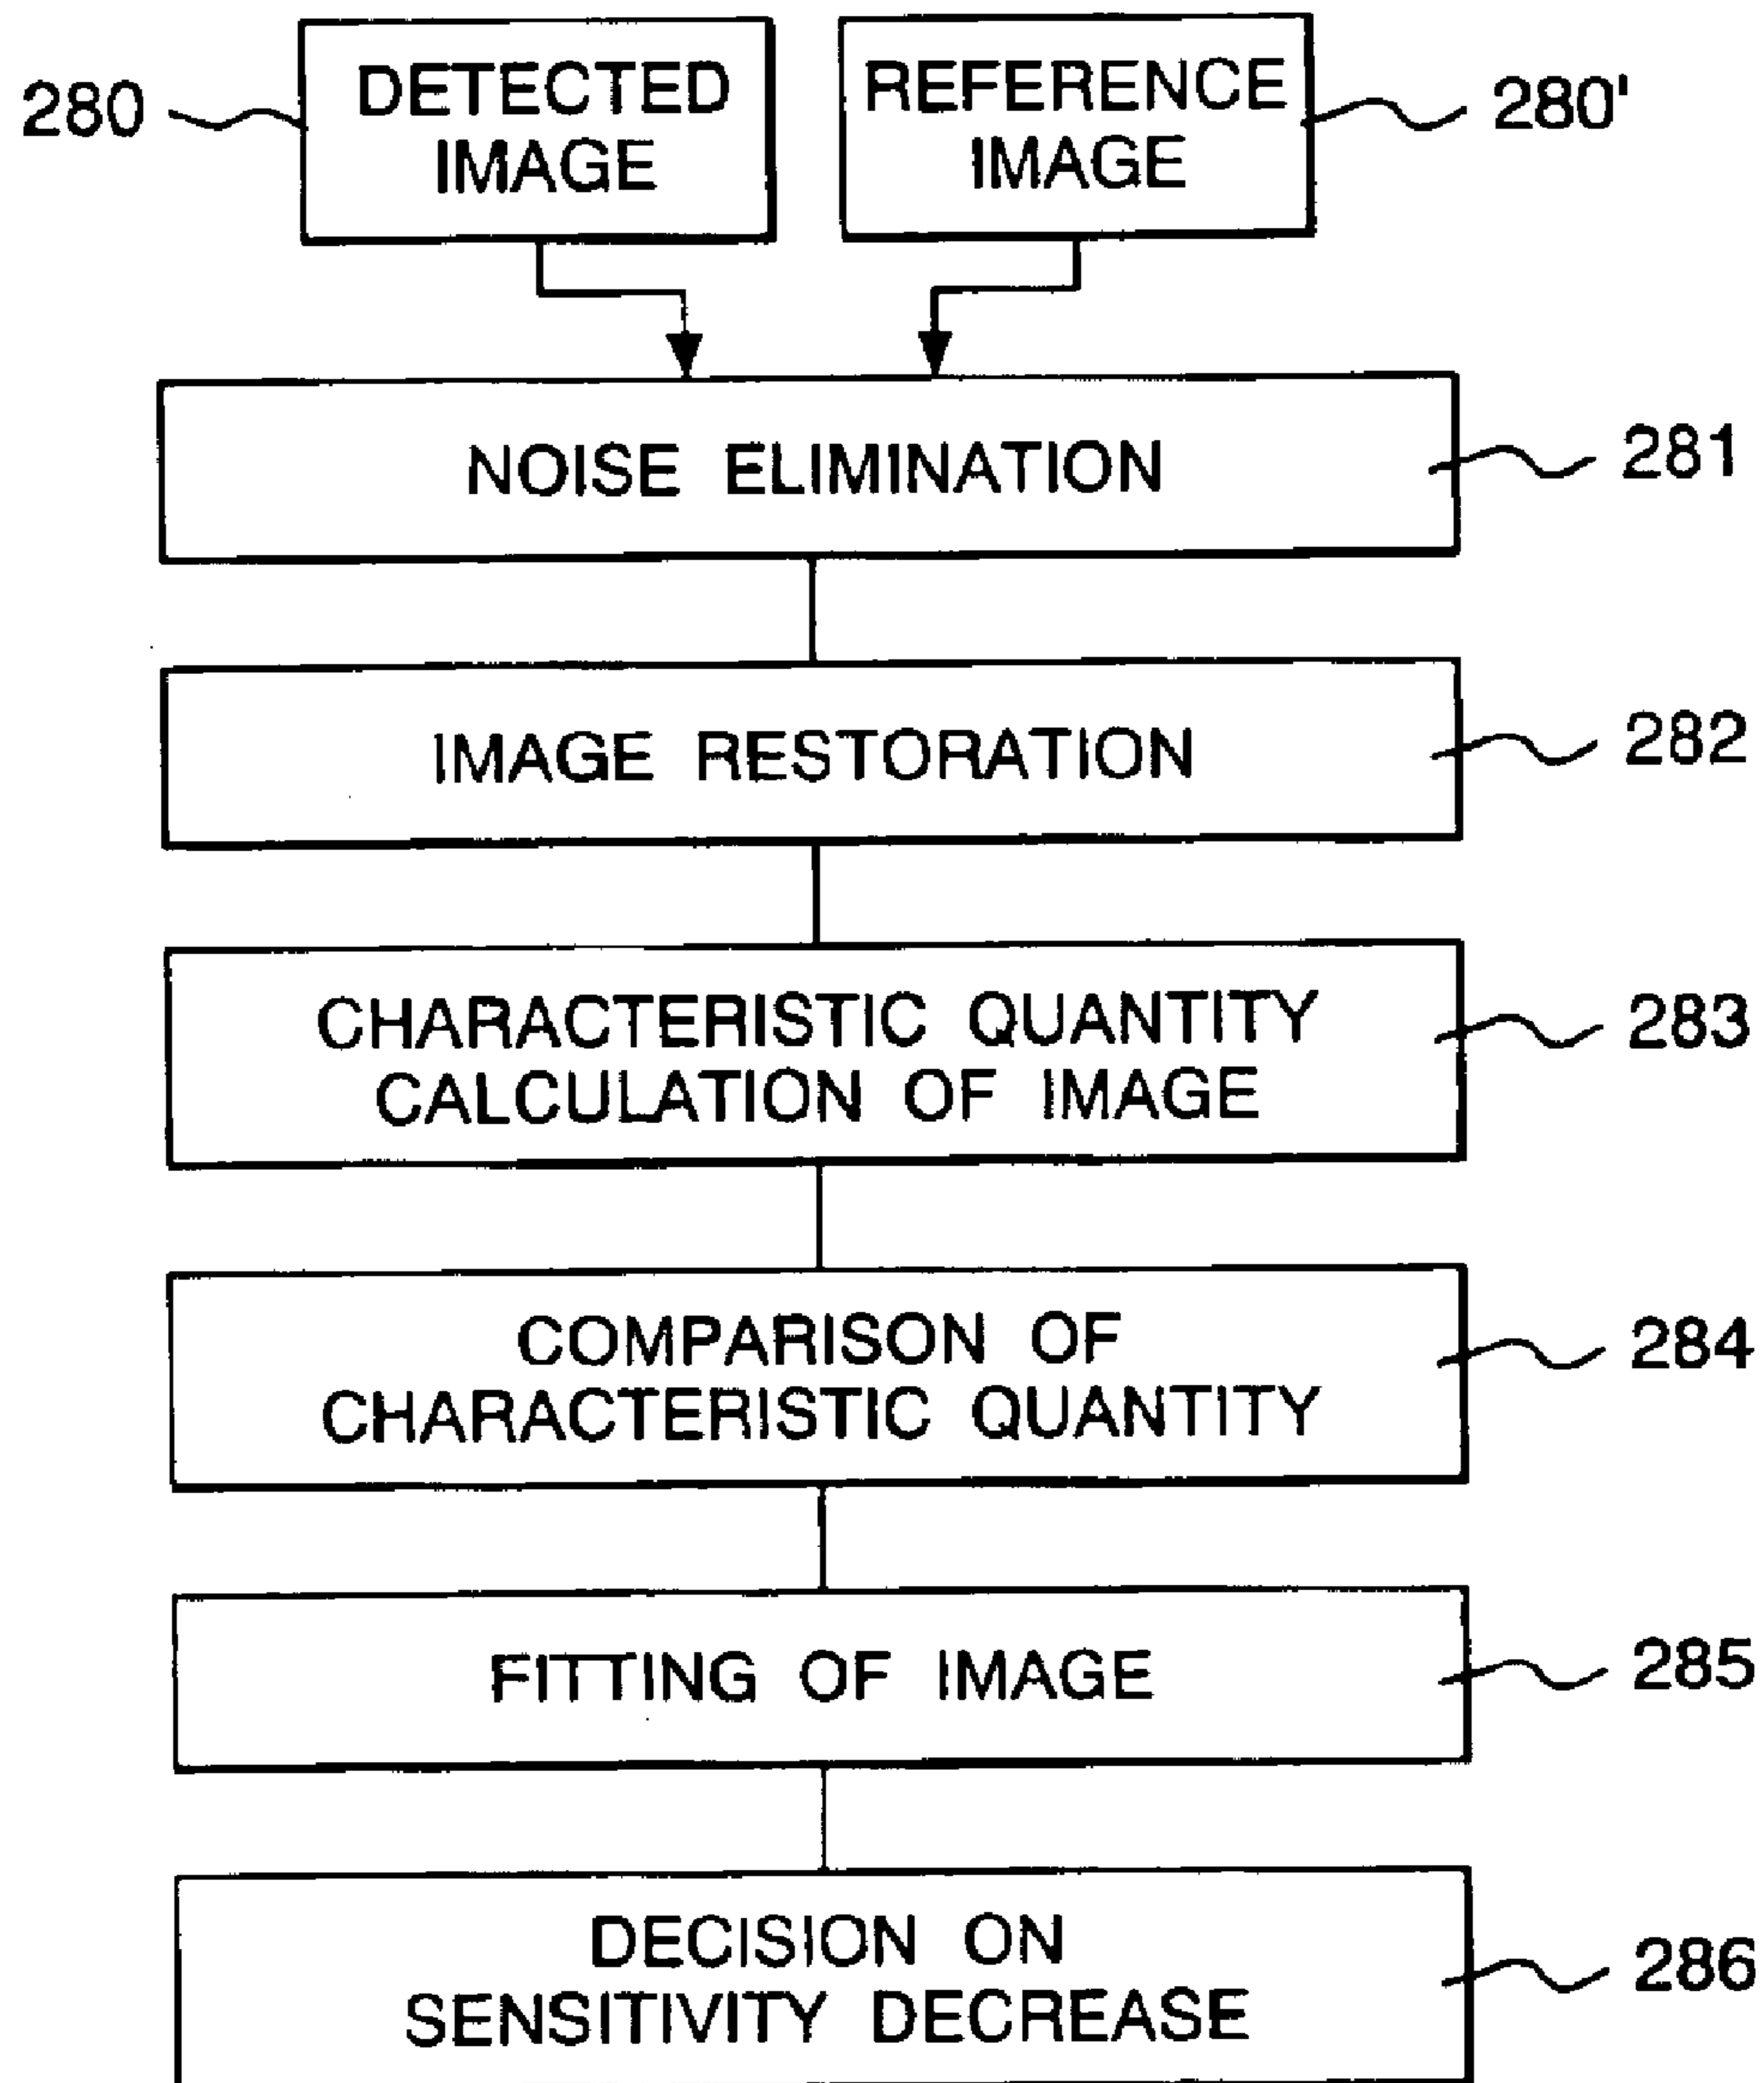 280
DETECTED
IMAGE
REFERENCE
IMAGE
280'
NOISE ELIMINATION
281
IMAGE RESTORATION
282
CHARACTERISTIC QUANTITY
CALCULATION OF IMAGE
283
COMPARISON OF
CHARACTERISTIC QUANTITY
284
FITTING OF IMAGE
285
DECISION ON
SENSITIVITY DECREASE
286